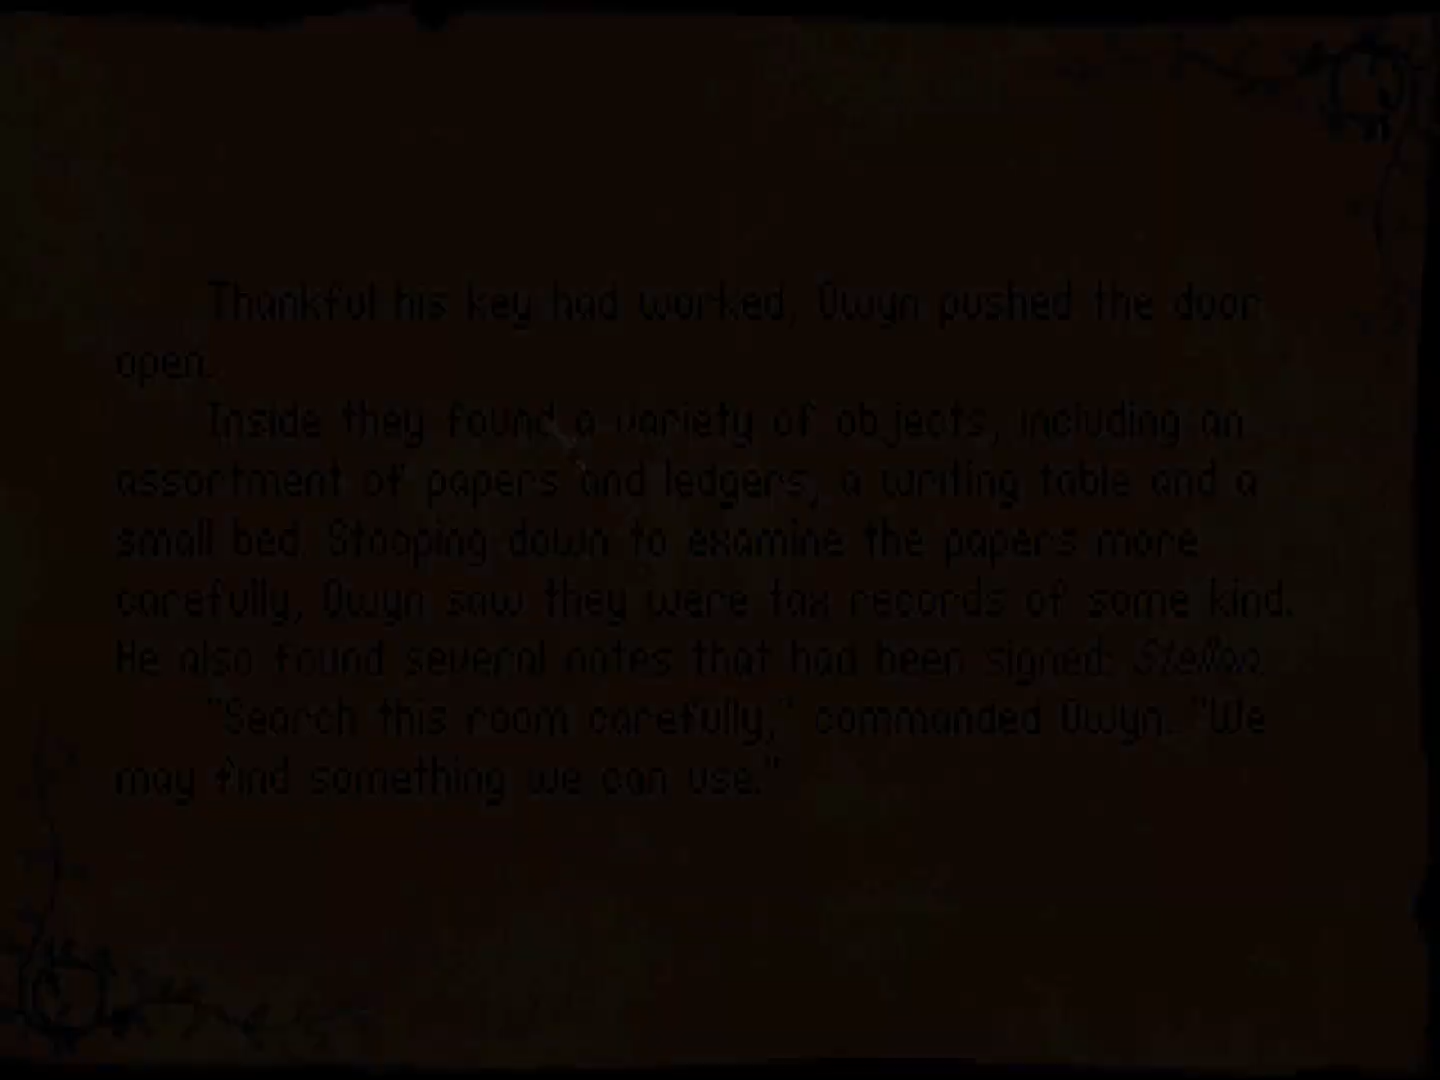 Thankful his key had worked, Owyn pushed the door
open.
Inside they found a variety of objects, including an
assortment of papers and ledgers, a writing table and a
small bed. Stooping down to examine the papers more
carefully, Owyn saw they were tax records of some kind.
He also found several notes that had been signed: Stellan.
"Search this room carefully," commanded Owyn. "We
may find something we can use."